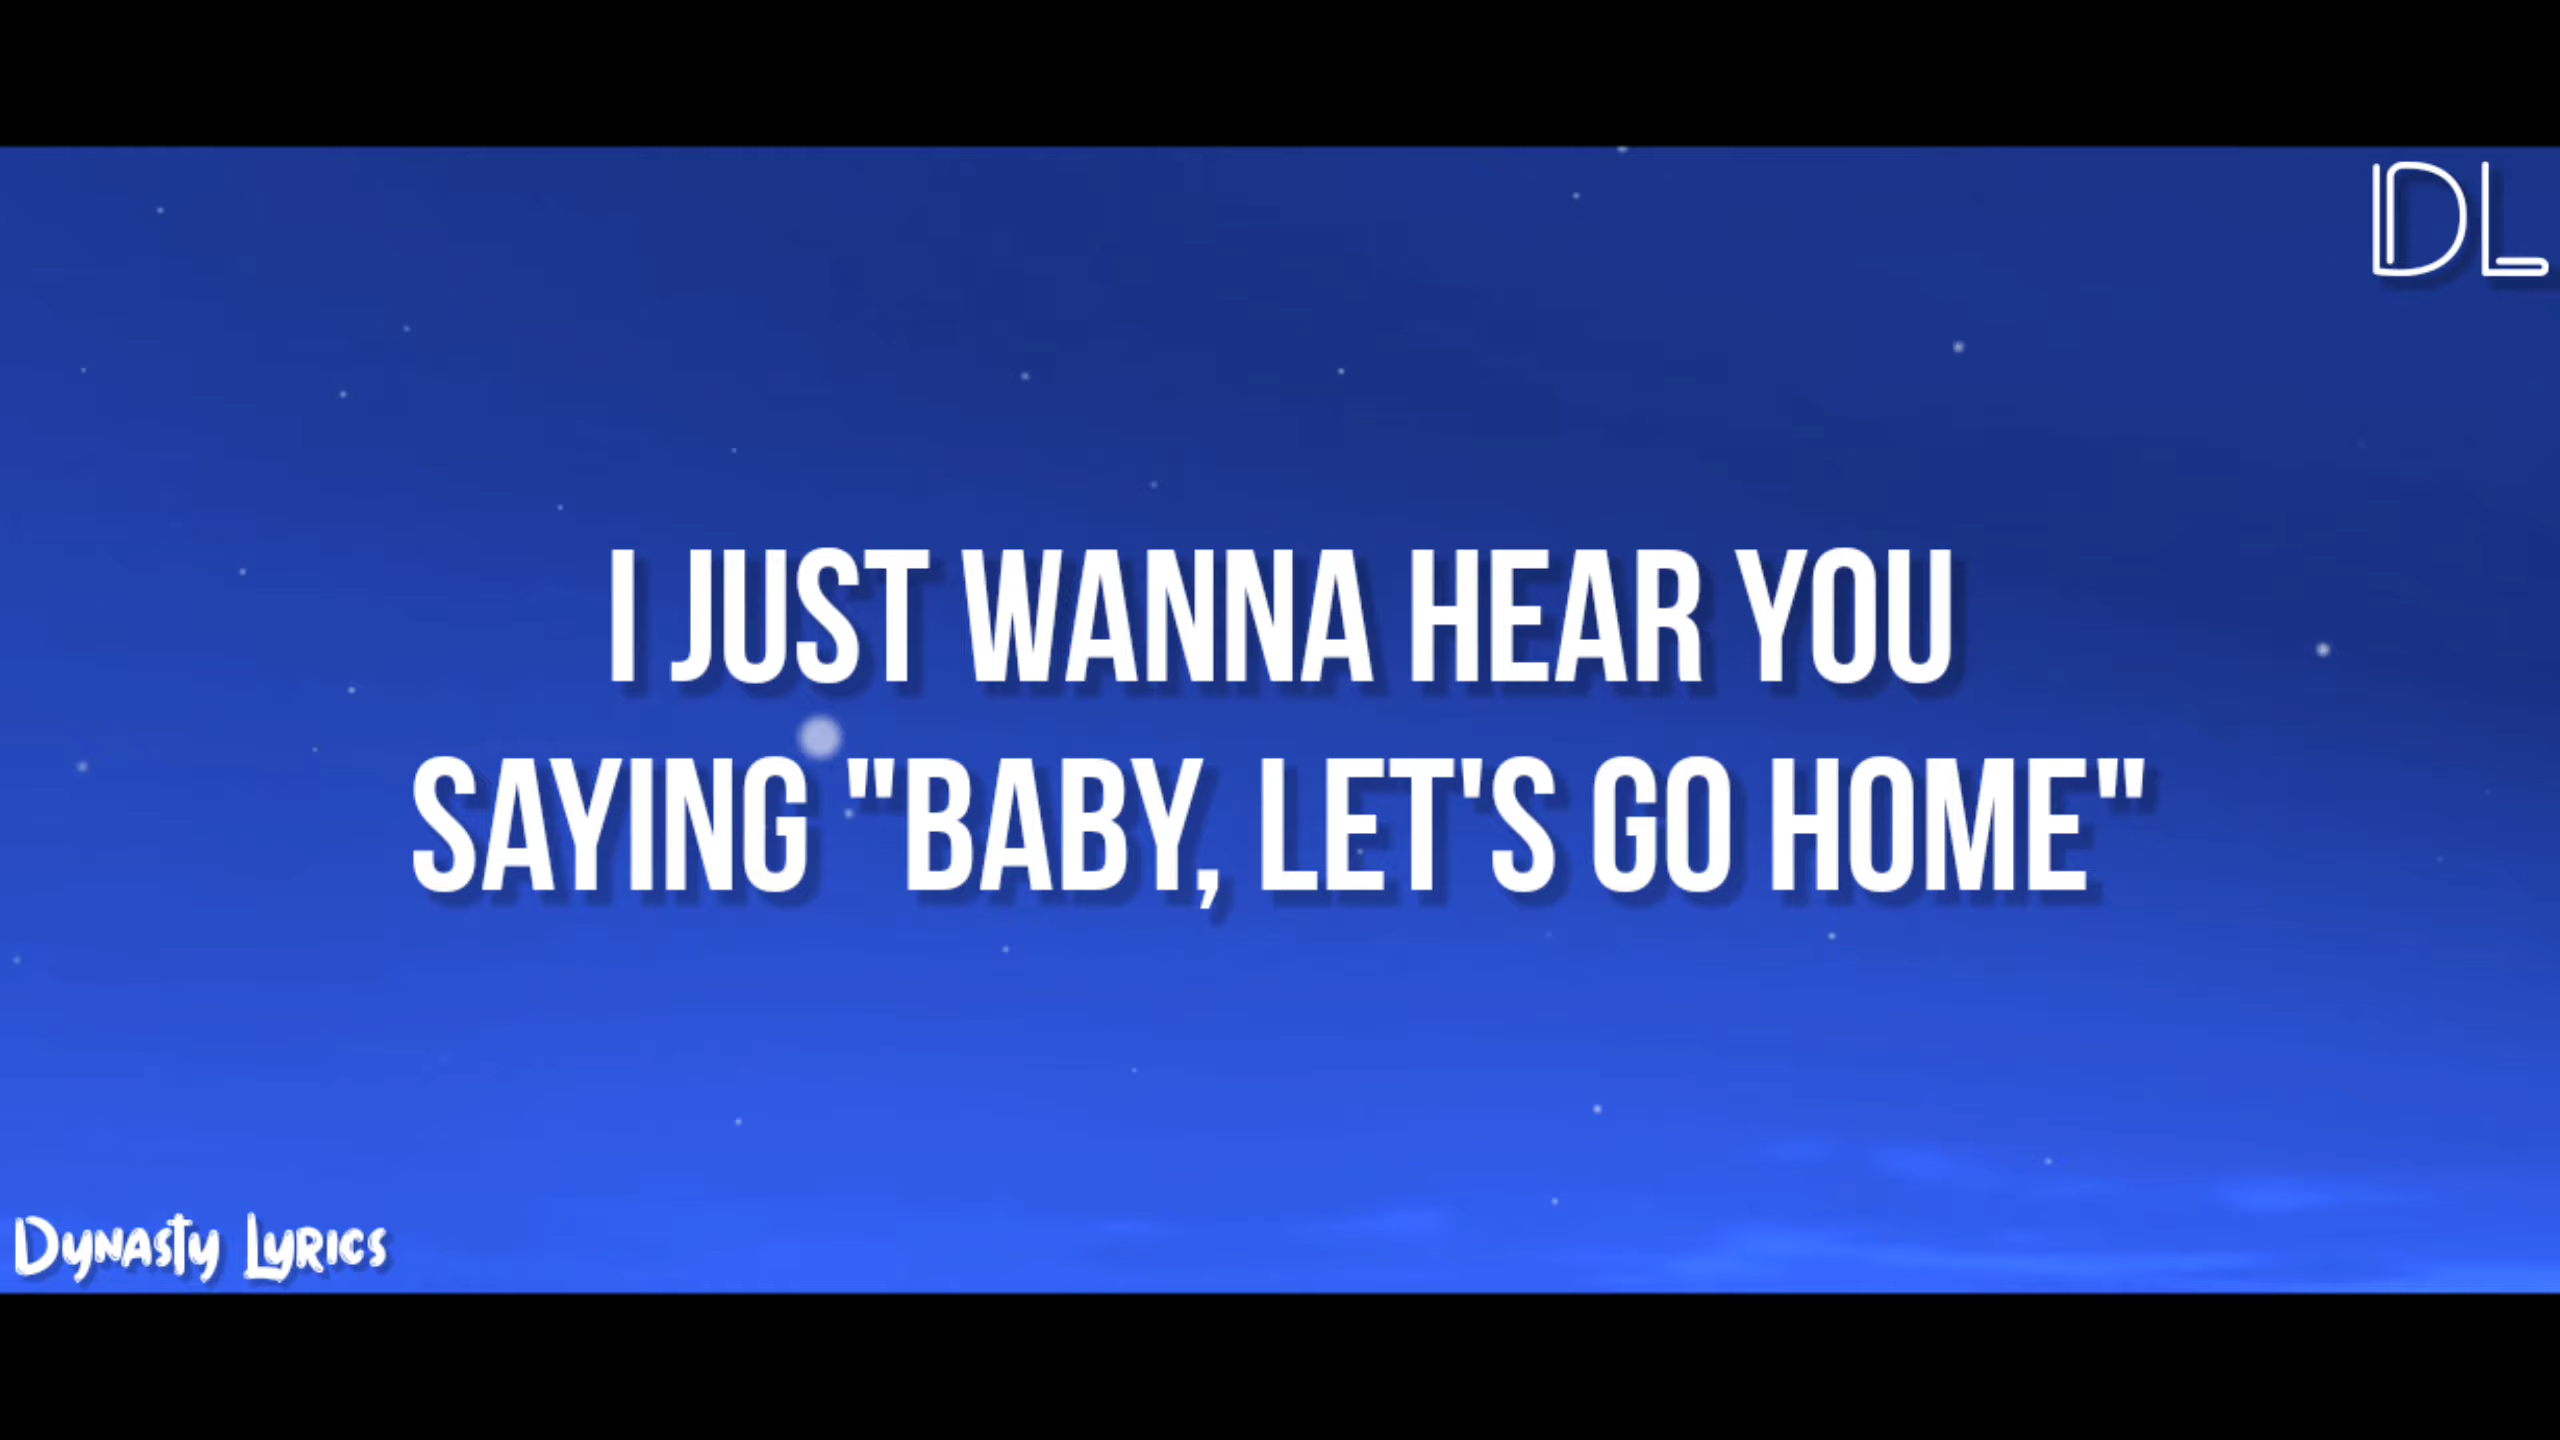 DL
I JUST WANNA HEAR YOU
SAYING "BABY, LET'S GO HOME"
Dynasty Lyrics